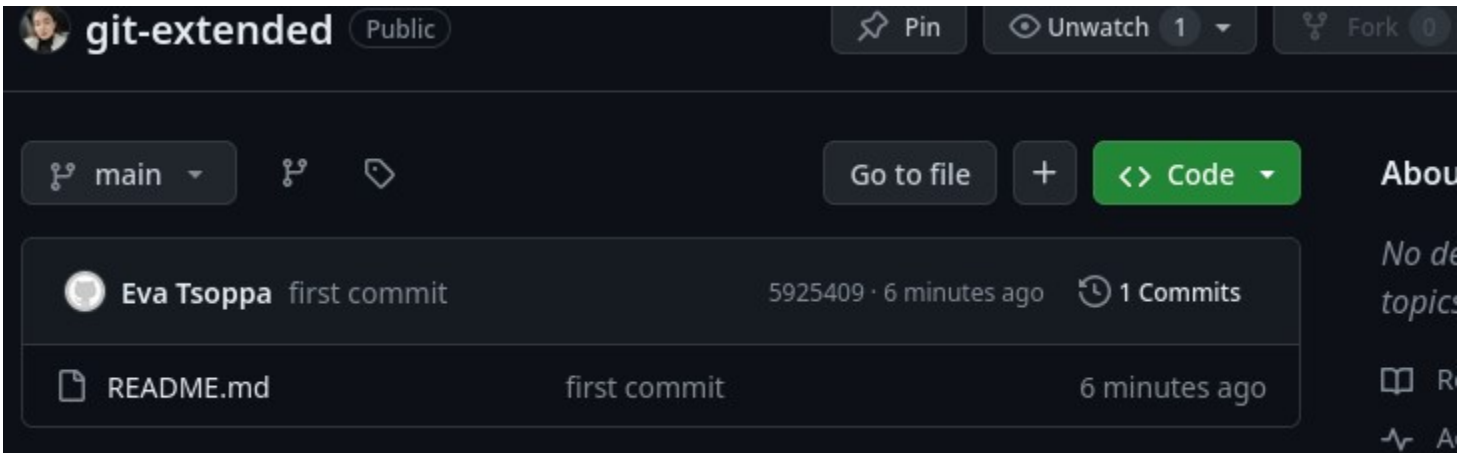 git-extended Public Pin Unwatch 1 Fork 0
main Go to file + Code
Eva Tsoppa first commit 5925409 · 6 minutes ago 1 Commits
README.md first commit 6 minutes ago
No